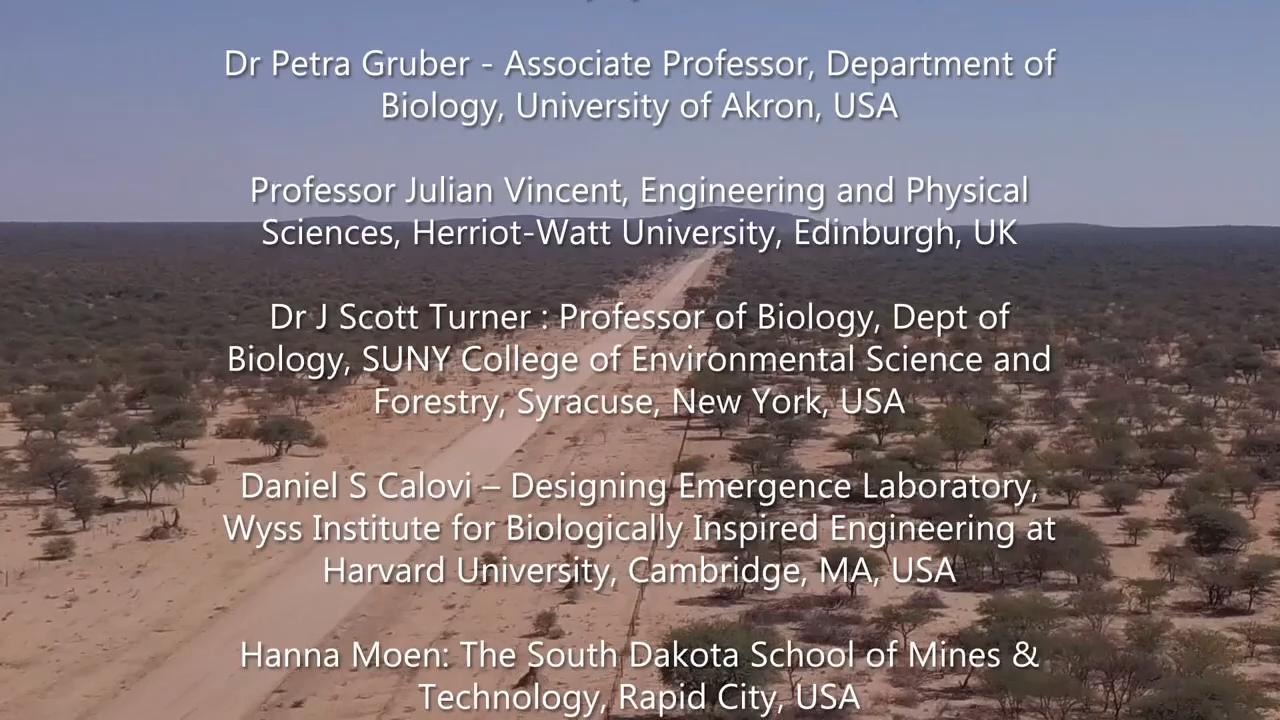 Dr Petra Gruber - Associate Professor, Department of
Biology, University of Akron, USA
Professor Julian Vincent, Engineering and Physical
Sciences, Herriot-Watt University, Edinburgh, UK
Dr J Scott Turner : Professor of Biology, Dept of
Biology, SUNY College of Environmental Science and
Forestry, Syracuse, New York, USA
Daniel S Calovi – Designing Emergence Laboratory,
Wyss Institute for Biologically Inspired Engineering at
Harvard University, Cambridge, MA, USA
Hanna Moen: The South Dakota School of Mines &
Technology, Rapid City, USA